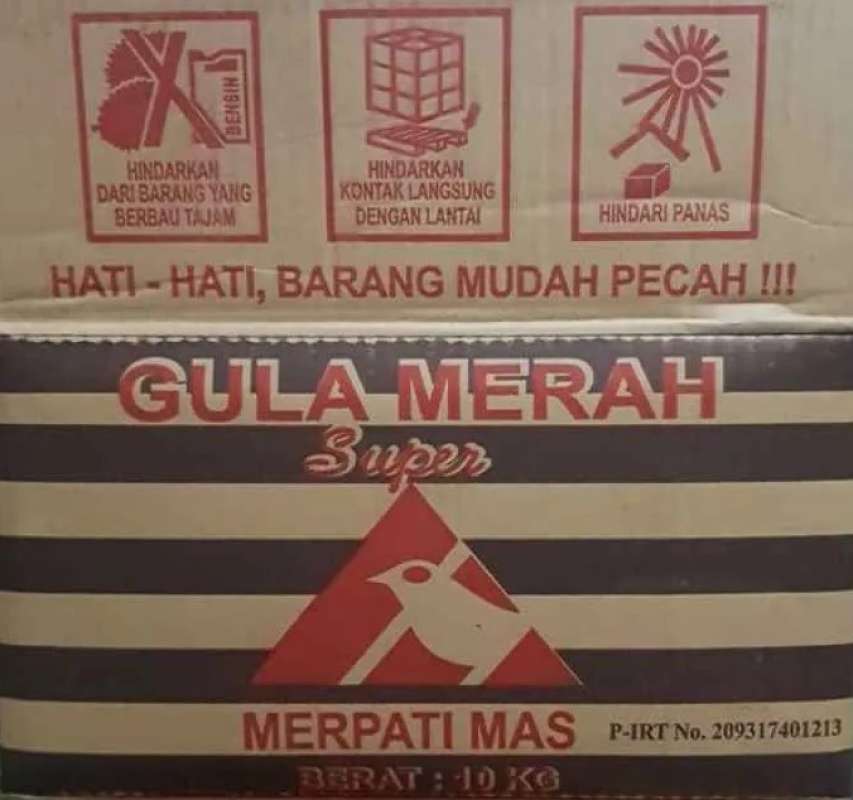 BENSIN
HINDARKAN
DARI BARANG YANG
BERBAU TAJAM
HINDARKAN
KONTAK LANGSUNG
DENGAN LANTAI
HINDARI PANAS
HATI - HATI, BARANG MUDAH PECAH !!!
GULA MERAH
Super
MERPATI MAS
P-IRT No. 209317401213
BERAT : 10 KG